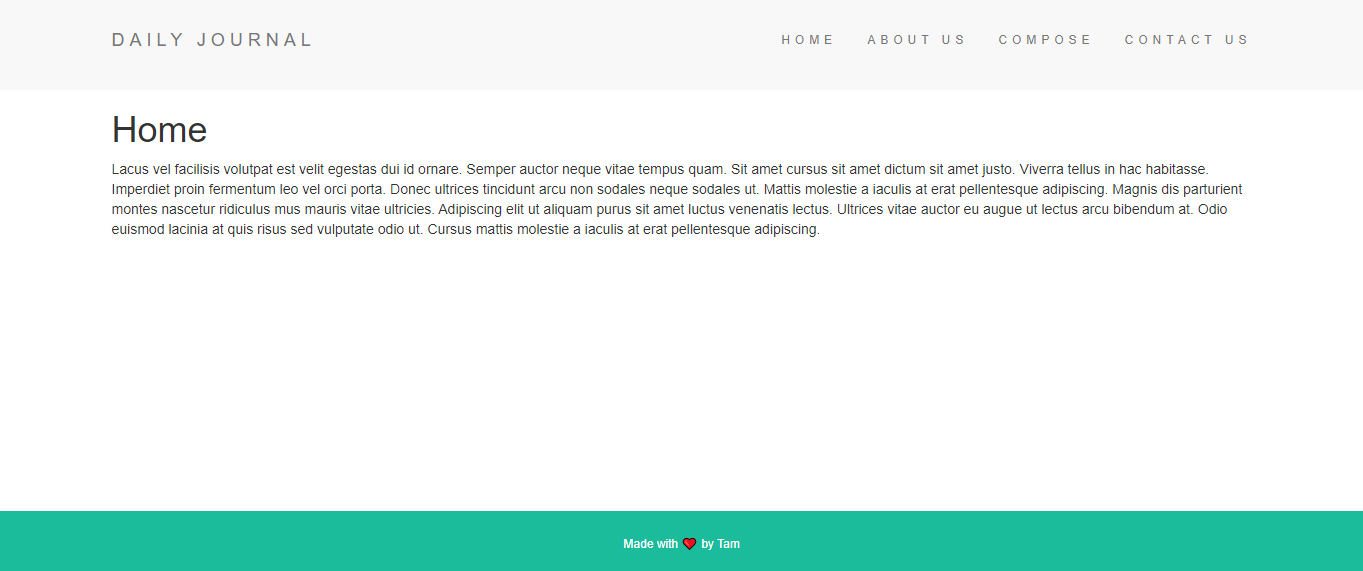 DAILY JOURNAL
HOME ABOUT US COMPOSE CONTACT US
Home
Lacus vel facilisis volutpat est velit egestas dui id ornare. Semper auctor neque vitae tempus quam. Sit amet cursus sit amet dictum sit amet justo. Viverra tellus in hac habitasse.
Imperdiet proin fermentum leo vel orci porta. Donec ultrices tincidunt arcu non sodales neque sodales ut. Mattis molestie a iaculis at erat pellentesque adipiscing. Magnis dis parturient
montes nascetur ridiculus mus mauris vitae ultricies. Adipiscing elit ut aliquam purus sit amet luctus venenatis lectus. Ultrices vitae auctor eu augue ut lectus arcu bibendum at. Odio
euismod lacinia at quis risus sed vulputate odio ut. Cursus mattis molestie a iaculis at erat pellentesque adipiscing.
Made with ❤ by Tam